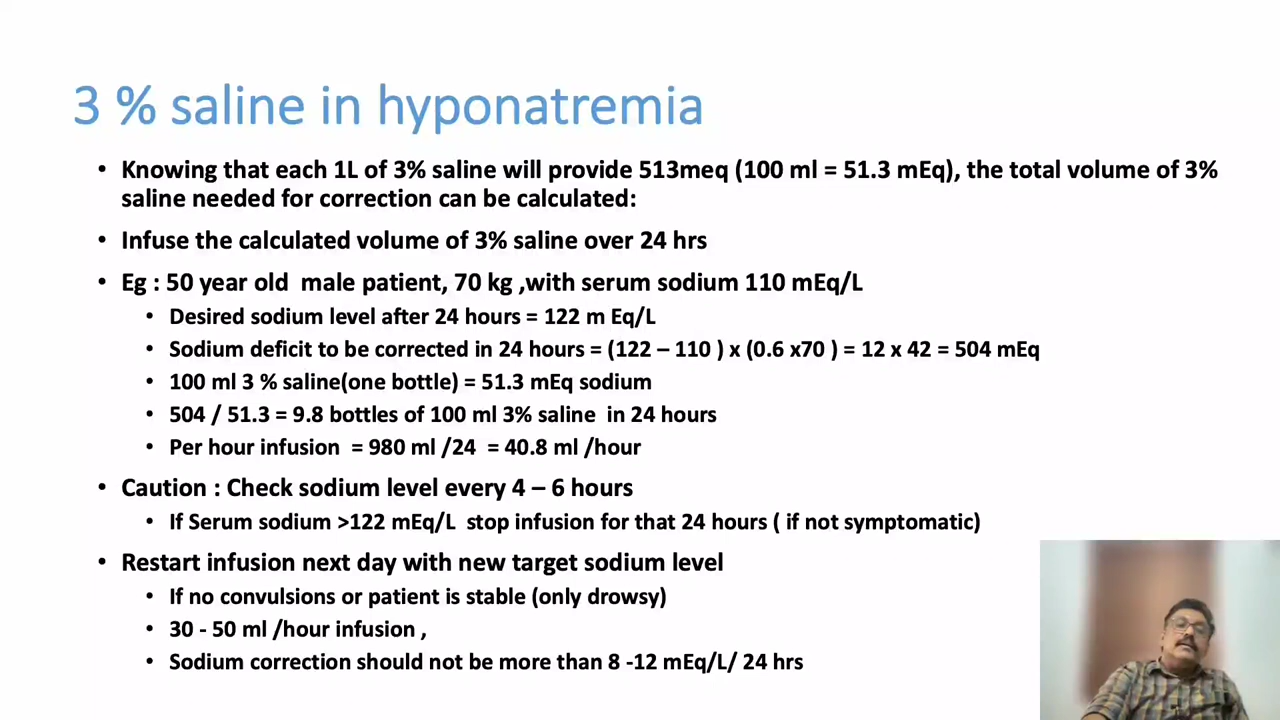 3 % saline in hyponatremia
• Knowing that each 1L of 3% saline will provide 513meq (100 ml = 51.3 mEq), the total volume of 3%
saline needed for correction can be calculated:
• Infuse the calculated volume of 3% saline over 24 hrs
• Eg : 50 year old male patient, 70 kg ,with serum sodium 110 mEq/L
• Desired sodium level after 24 hours = 122 m Eq/L
• Sodium deficit to be corrected in 24 hours = (122 – 110 ) x (0.6 x70 ) = 12 x 42 = 504 mEq
• 100 ml 3 % saline(one bottle) = 51.3 mEq sodium
• 504 / 51.3 = 9.8 bottles of 100 ml 3% saline in 24 hours
• Per hour infusion = 980 ml /24 = 40.8 ml /hour
• Caution : Check sodium level every 4 – 6 hours
• If Serum sodium >122 mEq/L stop infusion for that 24 hours ( if not symptomatic)
• Restart infusion next day with new target sodium level
• If no convulsions or patient is stable (only drowsy)
• 30 - 50 ml /hour infusion ,
• Sodium correction should not be more than 8 -12 mEq/L/ 24 hrs